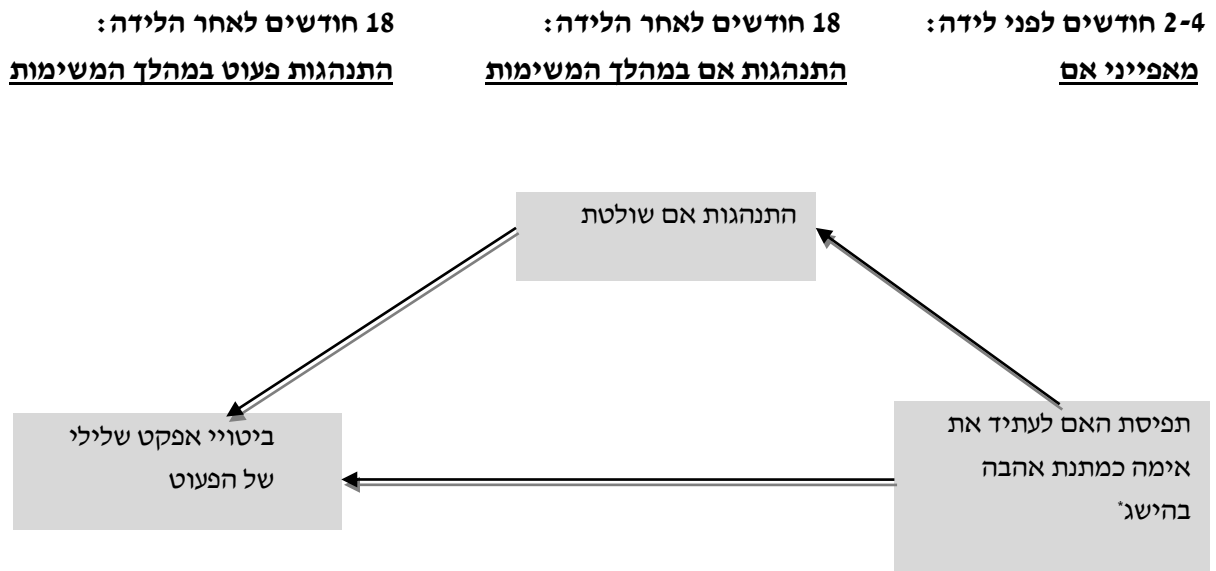 2-4 חודשים לפני לידה:
מאפייני אם
18 חודשים לאחר הלידה:
התנהגות אם במהלך המשימות
18 חודשים לאחר הלידה:
התנהגות פעוט במהלך המשימות
התנהגות אם שולטת
תפיסת האם לעתיד את
אימה כמתנת אהבה
בהישג*
ביטויי אפקט שלילי
של הפעוט